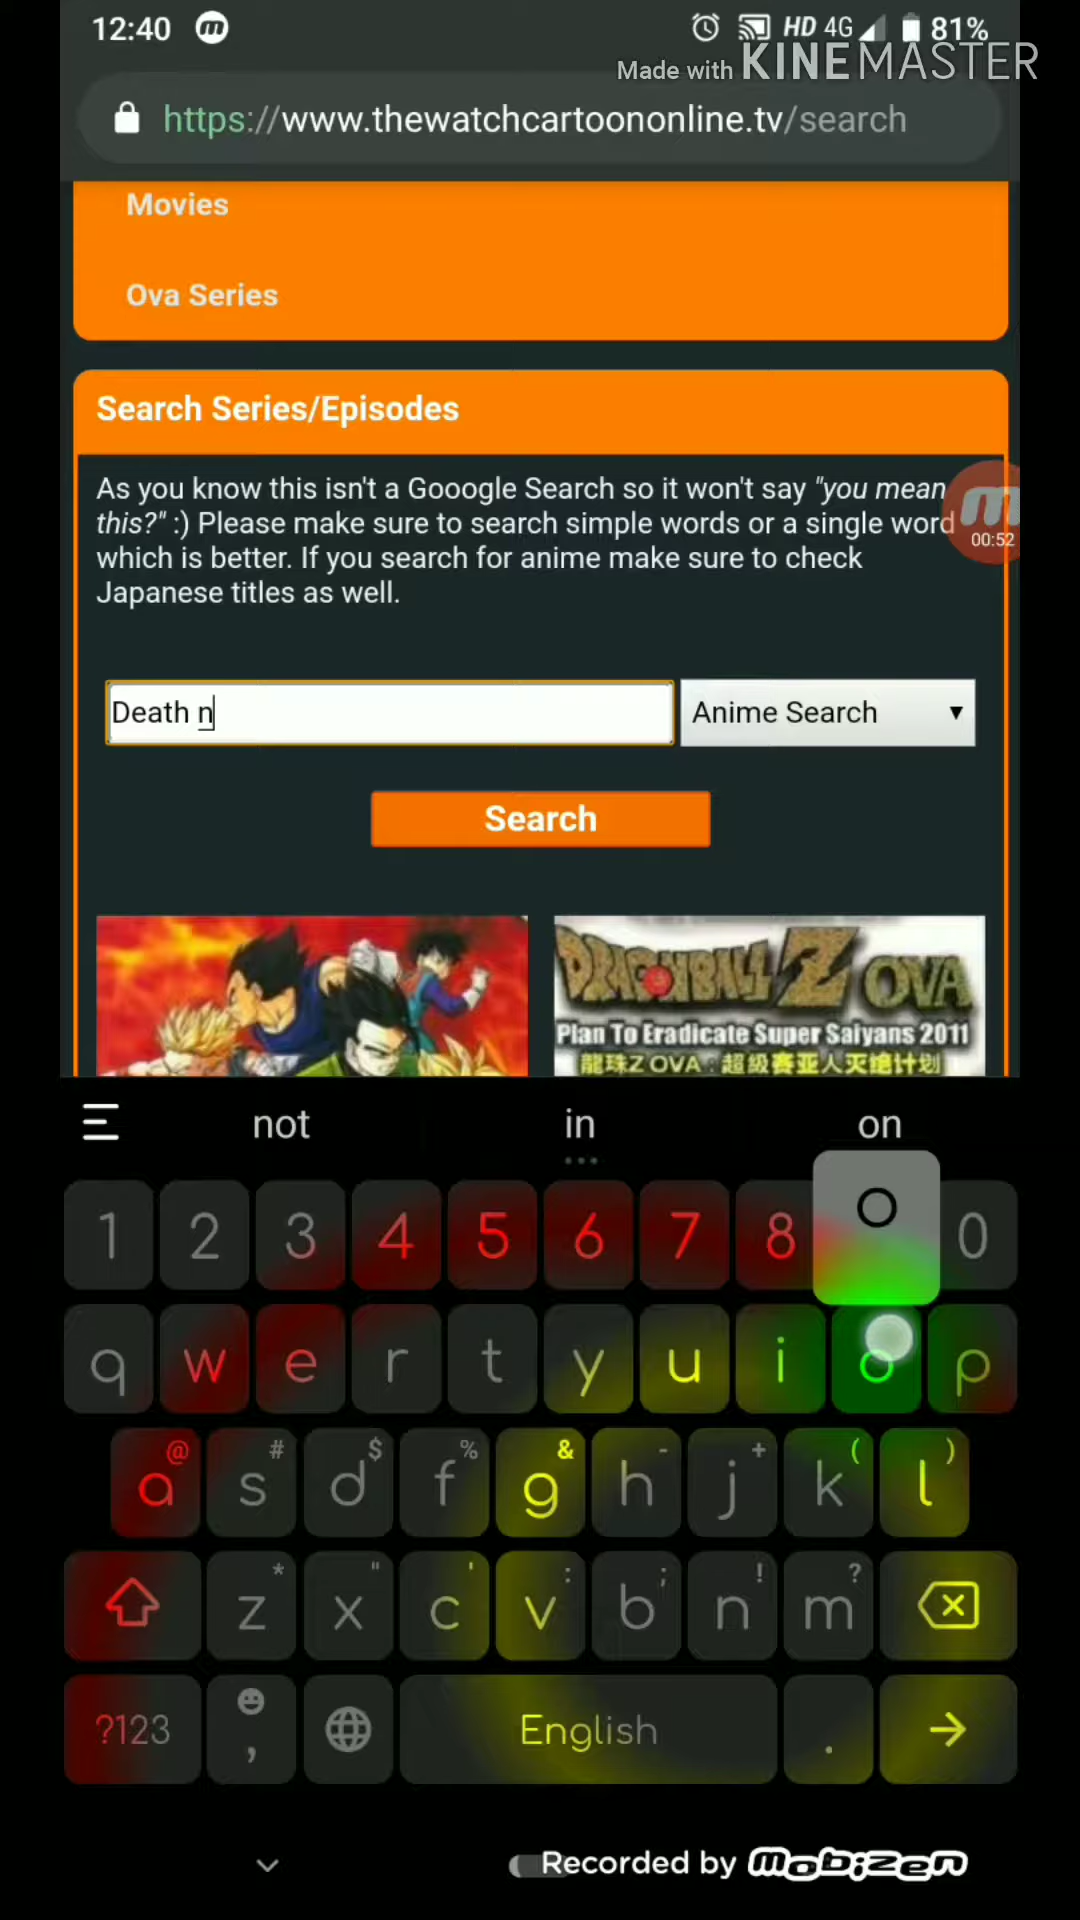 12:40 m HD 4G 81%
Made with KINEMASTER
https://www.thewatchcartoononline.tv/search
Movies
Ova Series
Search Series/Episodes
As you know this isn't a Gooogle Search so it won't say "you mean
this?" :) Please make sure to search simple words or a single word
which is better. If you search for anime make sure to check
Japanese titles as well.
m
00:52
Death n
Anime Search ▼
Search
DRAGONBALL Z OVA
Plan To Eradicate Super Saiyans 2011
龍珠Z OVA：超級赛亚人灭绝计划
not in on
1 2 3 4 5 6 7 8 o 0
q w e r t y u i o p
@ # $ % & - + ( )
a s d f g h j k l
* " ' : ; ! ?
z x c v b n m
?123 , English .
Recorded by mobizen